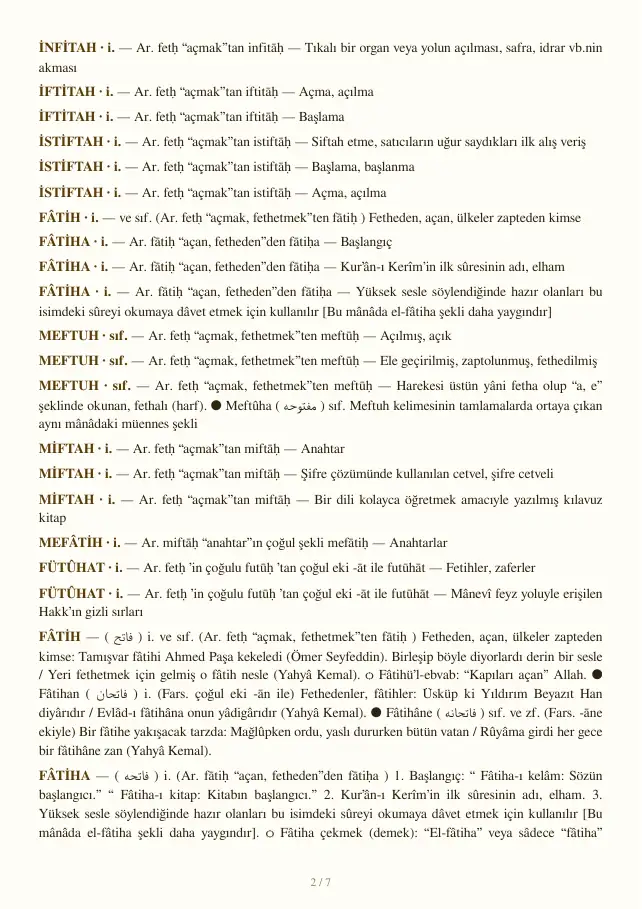 İNFİTAH · i. — Ar. fetḥ “açmak”tan infitāḥ — Tıkalı bir organ veya yolun açılması, safra, idrar vb.nin
akması
İFTİTAH · i. — Ar. fetḥ “açmak”tan iftitāḥ — Açma, açılma
İFTİTAH · i. — Ar. fetḥ “açmak”tan iftitāḥ — Başlama
İSTİFTAH · i. — Ar. fetḥ “açmak”tan istiftāḥ — Siftah etme, satıcıların uğur saydıkları ilk alış veriş
İSTİFTAH · i. — Ar. fetḥ “açmak”tan istiftāḥ — Başlama, başlanma
İSTİFTAH · i. — Ar. fetḥ “açmak”tan istiftāḥ — Açma, açılma
FÂTİH · i. — ve sıf. (Ar. fetḥ “açmak, fethetmek”ten fātiḥ ) Fetheden, açan, ülkeler zapteden kimse
FÂTİHA · i. — Ar. fātiḥ “açan, fetheden”den fātiḥa — Başlangıç
FÂTİHA · i. — Ar. fātiḥ “açan, fetheden”den fātiḥa — Kur’ân-ı Kerîm’in ilk sûresinin adı, elham
FÂTİHA · i. — Ar. fātiḥ “açan, fetheden”den fātiḥa — Yüksek sesle söylendiğinde hazır olanları bu
isimdeki sûreyi okumaya dâvet etmek için kullanılır [Bu mânâda el-fâtiha şekli daha yaygındır]
MEFTUH · sıf. — Ar. fetḥ “açmak, fethetmek”ten meftūḥ — Açılmış, açık
MEFTUH · sıf. — Ar. fetḥ “açmak, fethetmek”ten meftūḥ — Ele geçirilmiş, zaptolunmuş, fethedilmiş
MEFTUH · sıf. — Ar. fetḥ “açmak, fethetmek”ten meftūḥ — Harekesi üstün yâni fetha olup “a, e”
şeklinde okunan, fethalı (harf). ● Meftûha ( مفتوحه ) sıf. Meftuh kelimesinin tamlamalarda ortaya çıkan
aynı mânâdaki müennes şekli
MİFTAH · i. — Ar. fetḥ “açmak”tan miftāḥ — Anahtar
MİFTAH · i. — Ar. fetḥ “açmak”tan miftāḥ — Şifre çözümünde kullanılan cetvel, şifre cetveli
MİFTAH · i. — Ar. fetḥ “açmak”tan miftāḥ — Bir dili kolayca öğretmek amacıyle yazılmış kılavuz
kitap
MEFÂTİH · i. — Ar. miftāḥ “anahtar”ın çoğul şekli mefātiḥ — Anahtarlar
FÜTÛHAT · i. — Ar. fetḥ ’in çoğulu futūḥ ’tan çoğul eki -āt ile futūḥāt — Fetihler, zaferler
FÜTÛHAT · i. — Ar. fetḥ ’in çoğulu futūḥ ’tan çoğul eki -āt ile futūḥāt — Mânevî feyz yoluyle erişilen
Hakk’ın gizli sırları
FÂTİH — ( فاتح ) i. ve sıf. (Ar. fetḥ “açmak, fethetmek”ten fātiḥ ) Fetheden, açan, ülkeler zapteden
kimse: Tamışvar fâtihi Ahmed Paşa kekeledi (Ömer Seyfeddin). Birleşip böyle diyorlardı derin bir sesle
/ Yeri fethetmek için gelmiş o fâtih nesle (Yahyâ Kemal). ο Fâtihü’l-ebvab: “Kapıları açan” Allah. ●
Fâtihan ( فاتحان ) i. (Fars. çoğul eki -ān ile) Fethedenler, fâtihler: Üsküp ki Yıldırım Beyazıt Han
diyârıdır / Evlâd-ı fâtihâna onun yâdigârıdır (Yahyâ Kemal). ● Fâtihâne ( فاتحانه ) sıf. ve zf. (Fars. -āne
ekiyle) Bir fâtihe yakışacak tarzda: Mağlûpken ordu, yaslı dururken bütün vatan / Rûyâma girdi her gece
bir fâtihâne zan (Yahyâ Kemal).
FÂTİHA — ( فاتحه ) i. (Ar. fātiḥ “açan, fetheden”den fātiḥa ) 1. Başlangıç: “ Fâtiha-ı kelâm: Sözün
başlangıcı.” “ Fâtiha-ı kitap: Kitabın başlangıcı.” 2. Kur’ân-ı Kerîm’in ilk sûresinin adı, elham. 3.
Yüksek sesle söylendiğinde hazır olanları bu isimdeki sûreyi okumaya dâvet etmek için kullanılır [Bu
mânâda el-fâtiha şekli daha yaygındır]. ο Fâtiha çekmek (demek): “El-fâtiha” veya sâdece “fâtiha”
2 / 7